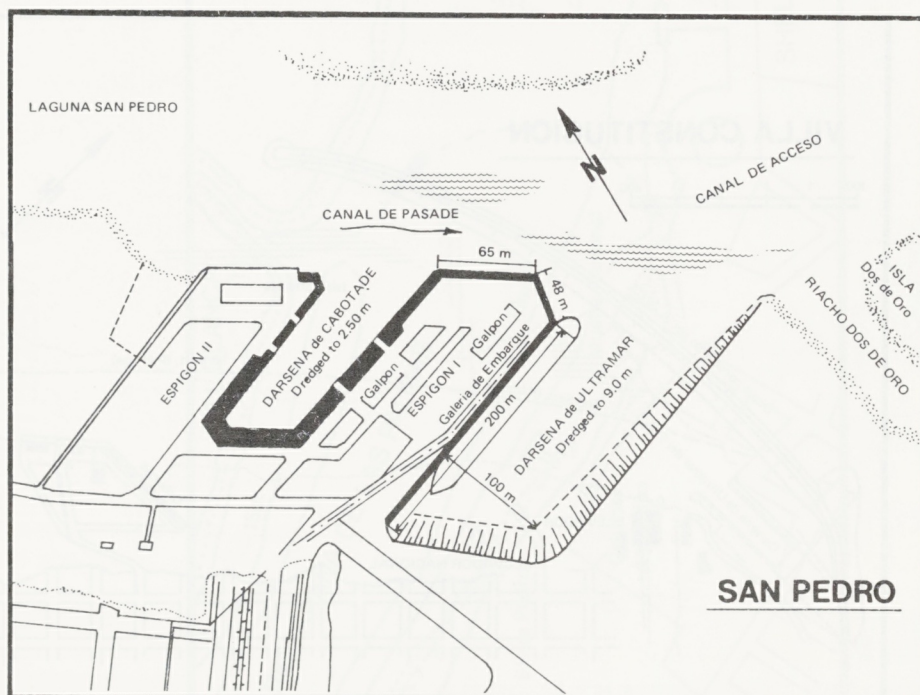 LAGUNA SAN PEDRO
N
CANAL DE ACCESO
CANAL DE PASADE
65 m
48 m
ISLA
Dos de Oro
RIACHO DOS DE ORO
ESPIGON II
DARSENA de CABOTADE
Dredged to 2.50 m
Galpon
Galpon
ESPIGON I
Galeria de Embarque
200 m
DARSENA de ULTRAMAR
Dredged to 9.0 m
100 m
SAN PEDRO
VILLA CONSTITUCION